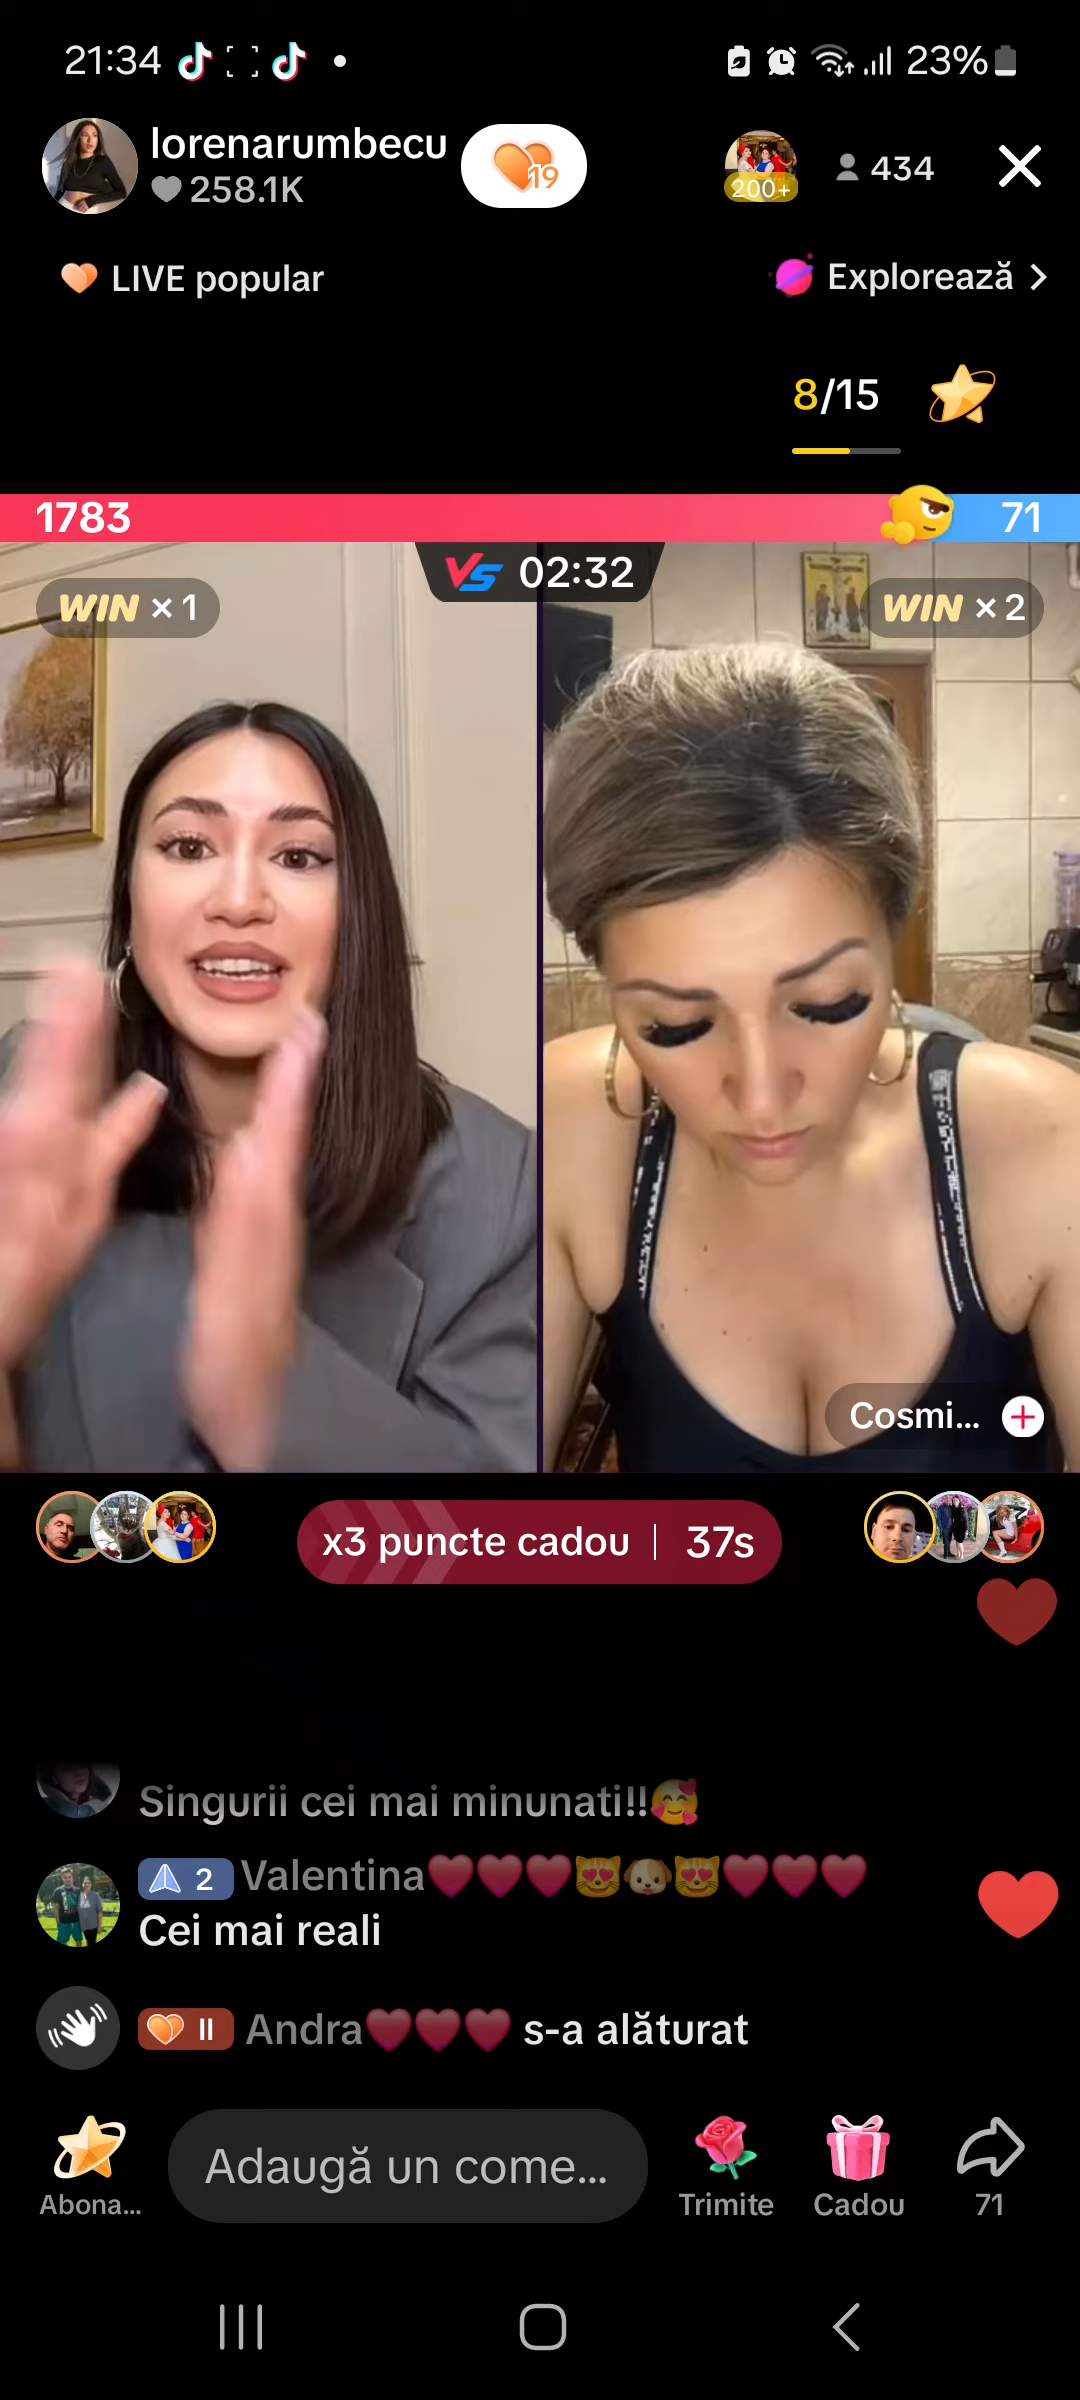 21:34
23%
lorenarumbecu
258.1K
19
200+
434
LIVE popular
Explorează
8/15
1783
71
VS 02:32
WIN × 1
WIN × 2
Cosmi...
x3 puncte cadou | 37s
Singurii cei mai minunati!!
2 Valentina
Cei mai reali
II Andra s-a alăturat
Adaugă un come...
Abona...
Trimite
Cadou
71